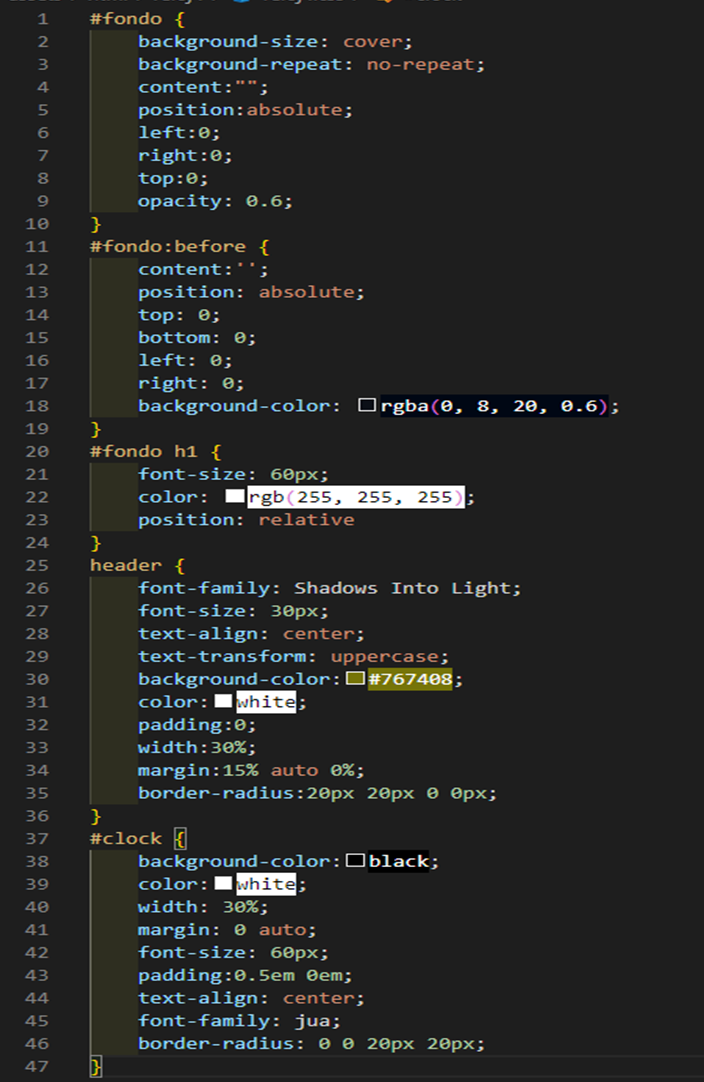 1 #fondo {
2 background-size: cover;
3 background-repeat: no-repeat;
4 content:"";
5 position:absolute;
6 left:0;
7 right:0;
8 top:0;
9 opacity: 0.6;
10 }
11 #fondo:before {
12 content:'';
13 position: absolute;
14 top: 0;
15 bottom: 0;
16 left: 0;
17 right: 0;
18 background-color: rgba(0, 8, 20, 0.6);
19 }
20 #fondo h1 {
21 font-size: 60px;
22 color: rgb(255, 255, 255);
23 position: relative
24 }
25 header {
26 font-family: Shadows Into Light;
27 font-size: 30px;
28 text-align: center;
29 text-transform: uppercase;
30 background-color:#767408;
31 color:white;
32 padding:0;
33 width:30%;
34 margin:15% auto 0%;
35 border-radius:20px 20px 0 0px;
36 }
37 #clock {
38 background-color:black;
39 color:white;
40 width: 30%;
41 margin: 0 auto;
42 font-size: 60px;
43 padding:0.5em 0em;
44 text-align: center;
45 font-family: jua;
46 border-radius: 0 0 20px 20px;
47 }